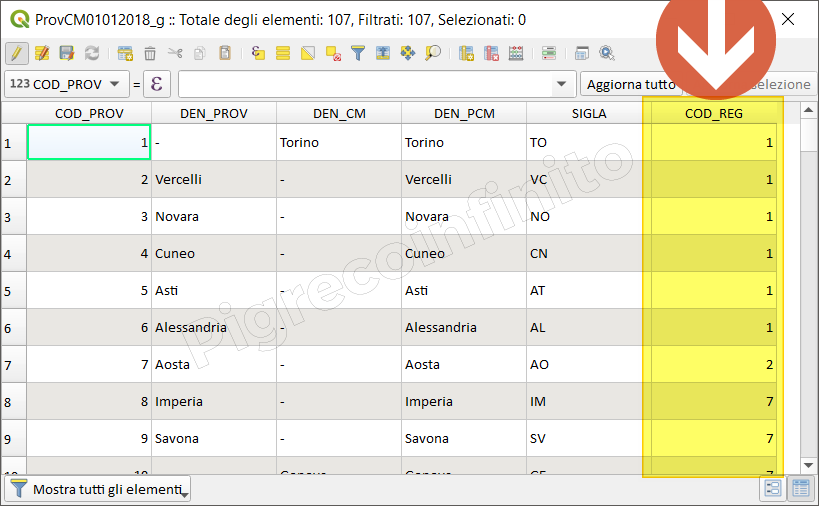 ProvCM01012018_g :: Totale degli elementi: 107, Filtrati: 107, Selezionati: 0
123 COD_PROV = ε Aggiorna tutto selezione
COD_PROV DEN_PROV DEN_CM DEN_PCM SIGLA COD_REG
1 1 - Torino Torino TO 1
2 2 Vercelli - Vercelli VC 1
3 3 Novara - Novara NO 1
4 4 Cuneo - Cuneo CN 1
5 5 Asti - Asti AT 1
6 6 Alessandria - Alessandria AL 1
7 7 Aosta - Aosta AO 2
8 8 Imperia - Imperia IM 7
9 9 Savona - Savona SV 7
10 10 Genova Genova GE 7
Pigrecoinfinito
Mostra tutti gli elementi